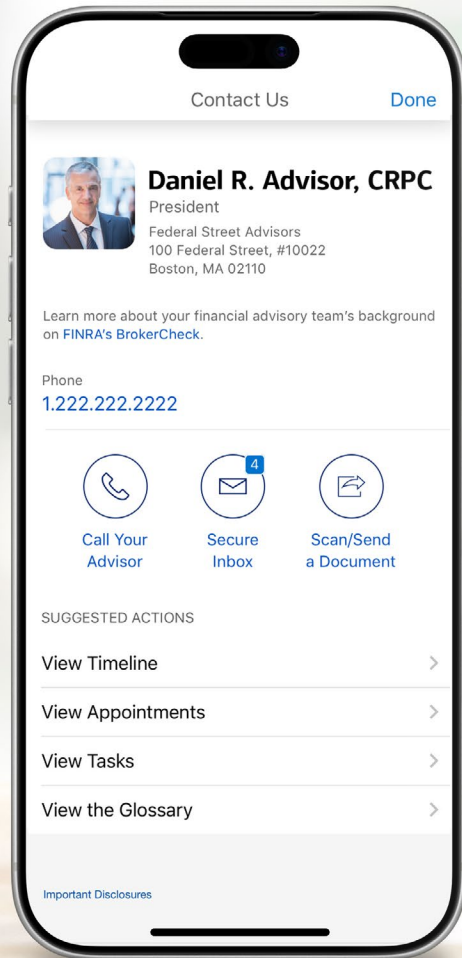 Contact Us
Done
Daniel R. Advisor, CRPC
President
Federal Street Advisors
100 Federal Street, #10022
Boston, MA 02110
Learn more about your financial advisory team's background
on FINRA's BrokerCheck.
Phone
1.222.222.2222
4
Call Your
Advisor
Secure
Inbox
Scan/Send
a Document
SUGGESTED ACTIONS
View Timeline
View Appointments
View Tasks
View the Glossary
Important Disclosures